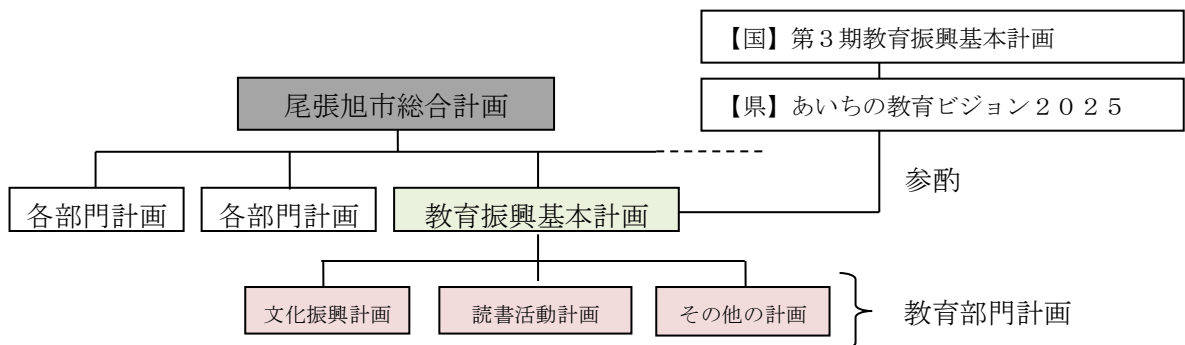 【国】第３期教育振興基本計画
尾張旭市総合計画
【県】あいちの教育ビジョン２０２５
参酌
各部門計画
各部門計画
教育振興基本計画
文化振興計画
読書活動計画
その他の計画
教育部門計画